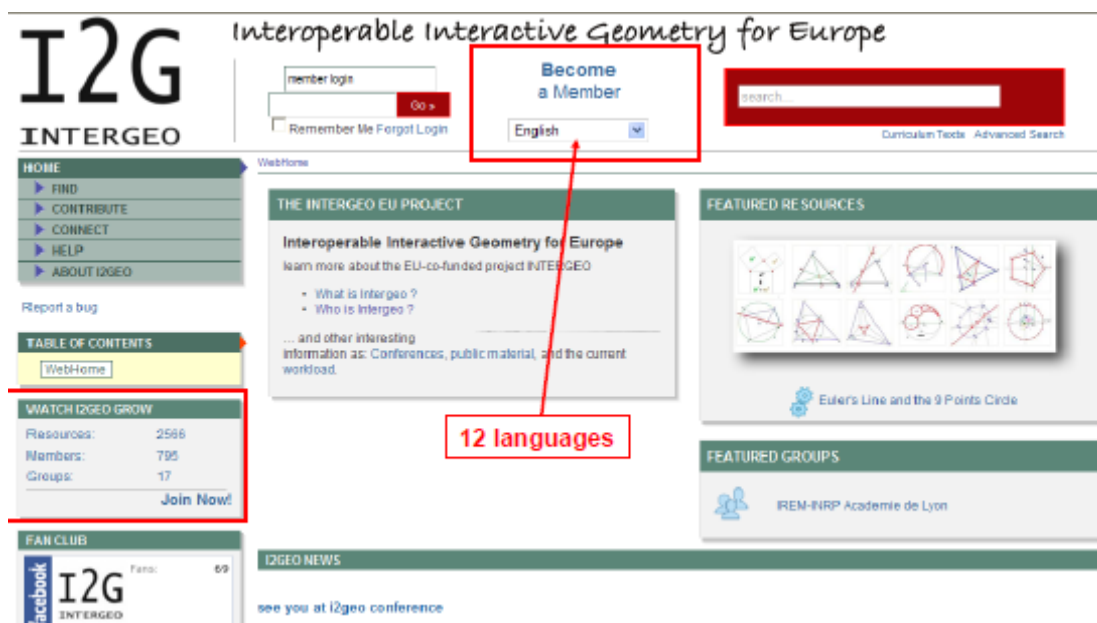 I2G
INTERGEO
Interoperable Interactive Geometry for Europe
member login
Go »
Remember Me Forgot Login
Become
a Member
English
search...
Curriculum Texts Advanced Search
HOME
FIND
CONTRIBUTE
CONNECT
HELP
ABOUT I2GEO
Report a bug
TABLE OF CONTENTS
WebHome
WATCH I2GEO GROW
Resources: 2566
Members: 795
Groups: 17
Join Now!
FAN CLUB
facebook
I2G
INTERGEO
Fans: 69
WebHome
THE INTERGEO EU PROJECT
Interoperable Interactive Geometry for Europe
learn more about the EU-co-funded project INTERGEO
What is Intergeo ?
Who is Intergeo ?
... and other interesting
information as: Conferences, public material, and the current
workload.
12 languages
FEATURED RESOURCES
Euler's Line and the 9 Points Circle
FEATURED GROUPS
IREM-INRP Academie de Lyon
I2GEO NEWS
see you at i2geo conference